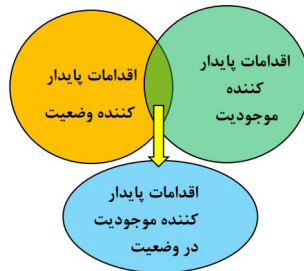 اقدامات پایدار
کننده
موجودیت
اقدامات پایدار
کننده وضعیت
اقدامات پایدار
کننده موجودیت
در وضعیت